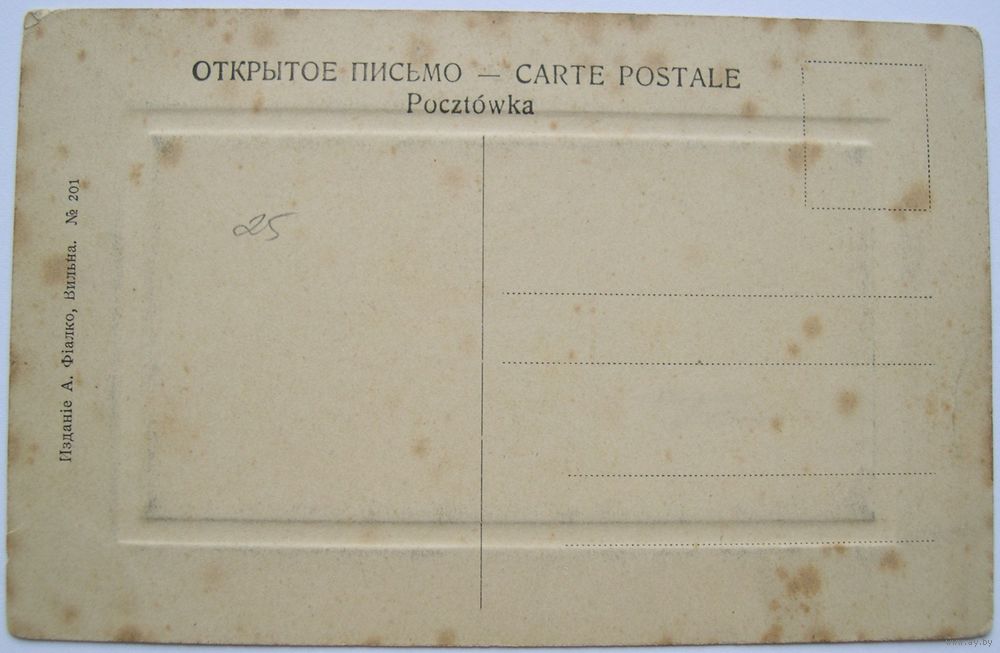 ОТКРЫТОЕ ПИСЬМО — CARTE POSTALE
Pocztówka
25
Изданіе А. Фіалко, Вильна. № 201